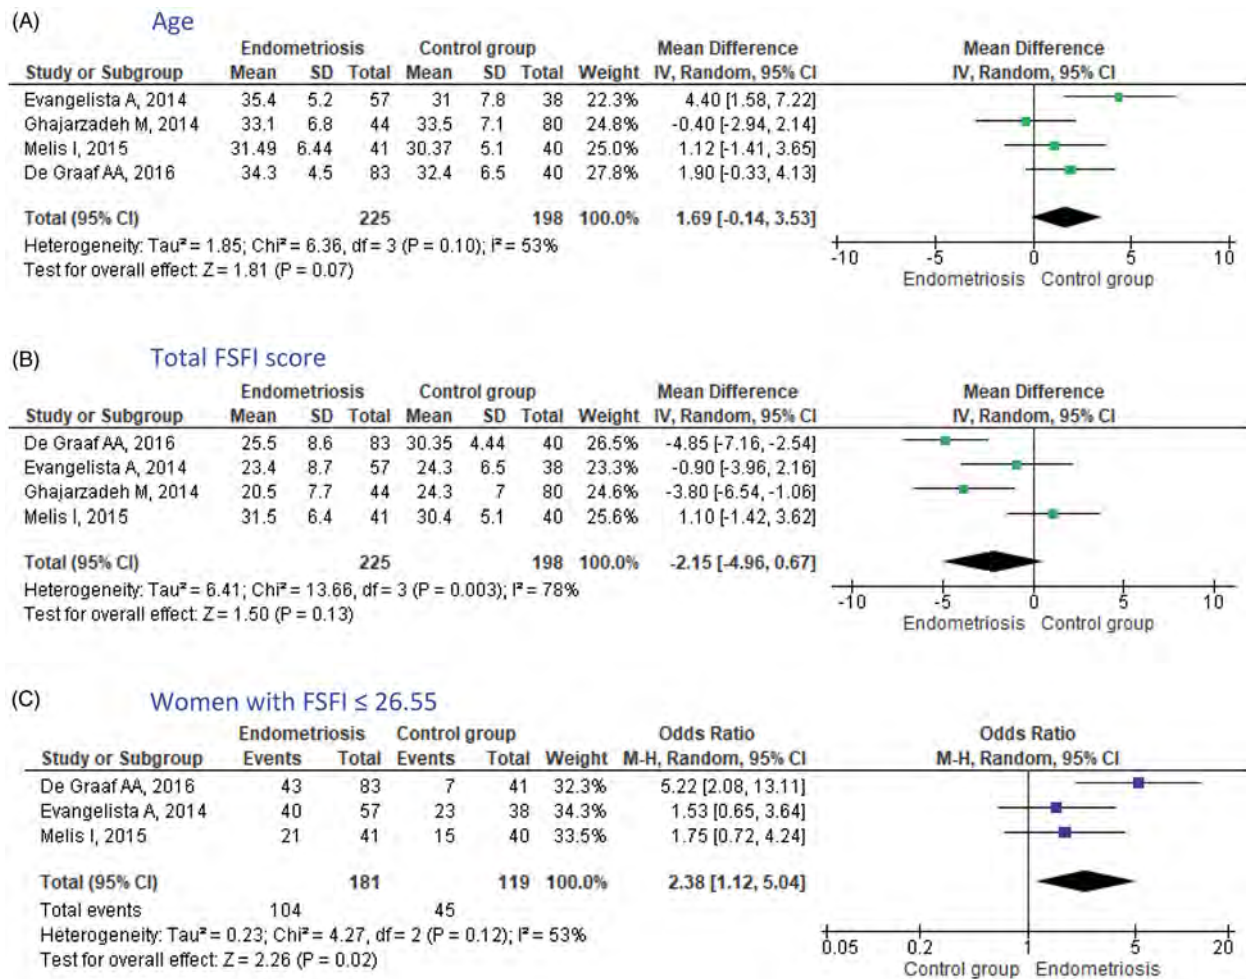 (A) Age
Endometriosis Control group Mean Difference Mean Difference
Study or Subgroup Mean SD Total Mean SD Total Weight IV, Random, 95% CI IV, Random, 95% CI
Evangelista A, 2014 35.4 5.2 57 31 7.8 38 22.3% 4.40 [1.58, 7.22]
Ghajarzadeh M, 2014 33.1 6.8 44 33.5 7.1 80 24.8% -0.40 [-2.94, 2.14]
Melis I, 2015 31.49 6.44 41 30.37 5.1 40 25.0% 1.12 [-1.41, 3.65]
De Graaf AA, 2016 34.3 4.5 83 32.4 6.5 40 27.8% 1.90 [-0.33, 4.13]
Total (95% CI) 225 198 100.0% 1.69 [-0.14, 3.53]
Heterogeneity: Tau² = 1.85; Chi² = 6.36, df = 3 (P = 0.10); I² = 53%
Test for overall effect: Z = 1.81 (P = 0.07)
-10 -5 0 5 10
Endometriosis Control group
(B) Total FSFI score
Endometriosis Control group Mean Difference Mean Difference
Study or Subgroup Mean SD Total Mean SD Total Weight IV, Random, 95% CI IV, Random, 95% CI
De Graaf AA, 2016 25.5 8.6 83 30.35 4.44 40 26.5% -4.85 [-7.16, -2.54]
Evangelista A, 2014 23.4 8.7 57 24.3 6.5 38 23.3% -0.90 [-3.96, 2.16]
Ghajarzadeh M, 2014 20.5 7.7 44 24.3 7 80 24.6% -3.80 [-6.54, -1.06]
Melis I, 2015 31.5 6.4 41 30.4 5.1 40 25.6% 1.10 [-1.42, 3.62]
Total (95% CI) 225 198 100.0% -2.15 [-4.96, 0.67]
Heterogeneity: Tau² = 6.41; Chi² = 13.66, df = 3 (P = 0.003); I² = 78%
Test for overall effect: Z = 1.50 (P = 0.13)
-10 -5 0 5 10
Endometriosis Control group
(C) Women with FSFI ≤ 26.55
Endometriosis Control group Odds Ratio Odds Ratio
Study or Subgroup Events Total Events Total Weight M-H, Random, 95% CI M-H, Random, 95% CI
De Graaf AA, 2016 43 83 7 41 32.3% 5.22 [2.08, 13.11]
Evangelista A, 2014 40 57 23 38 34.3% 1.53 [0.65, 3.64]
Melis I, 2015 21 41 15 40 33.5% 1.75 [0.72, 4.24]
Total (95% CI) 181 119 100.0% 2.38 [1.12, 5.04]
Total events 104 45
Heterogeneity: Tau² = 0.23; Chi² = 4.27, df = 2 (P = 0.12); I² = 53%
Test for overall effect: Z = 2.26 (P = 0.02)
0.05 0.2 1 5 20
Control group Endometriosis